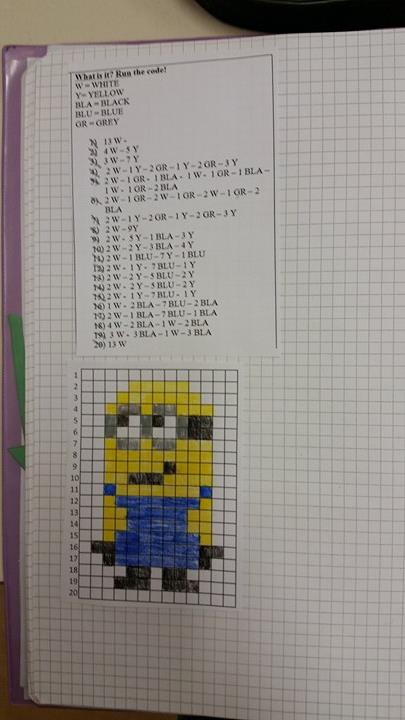 What is it? Run the code!
W = WHITE
Y= YELLOW
BLA = BLACK
BLU = BLUE
GR = GREY
1) 13 W -
2) 4 W – 5 Y
3) 3 W – 7 Y
4) 2 W – 1 Y – 2 GR – 1 Y – 2 GR – 3 Y
5) 2 W – 1 GR - 1 BLA - 1 W - 1 GR – 1 BLA –
1 W - 1 GR – 2 BLA
6) 2 W – 1 GR – 2 W – 1 GR – 2 W – 1 GR – 2
BLA
7) 2 W – 1 Y – 2 GR – 1 Y – 2 GR – 3 Y
8) 2 W – 9Y
9) 2 W - 5 Y – 1 BLA – 3 Y
10) 2 W – 2 Y – 3 BLA – 4 Y
11) 2 W – 1 BLU – 7 Y – 1 BLU
12) 2 W - 1 Y - 7 BLU – 1 Y
13) 2 W – 2 Y – 5 BLU – 2 Y
14) 2 W - 2 Y – 5 BLU – 2 Y
15) 2 W - 1 Y – 7 BLU - 1 Y
16) 1 W - 2 BLA – 7 BLU – 2 BLA
17) 2 W – 1 BLA – 7 BLU – 1 BLA
18) 4 W – 2 BLA – 1 W – 2 BLA
19) 3 W - 3 BLA – 1 W – 3 BLA
20) 13 W
1
2
3
4
5
6
7
8
9
10
11
12
13
14
15
16
17
18
19
20